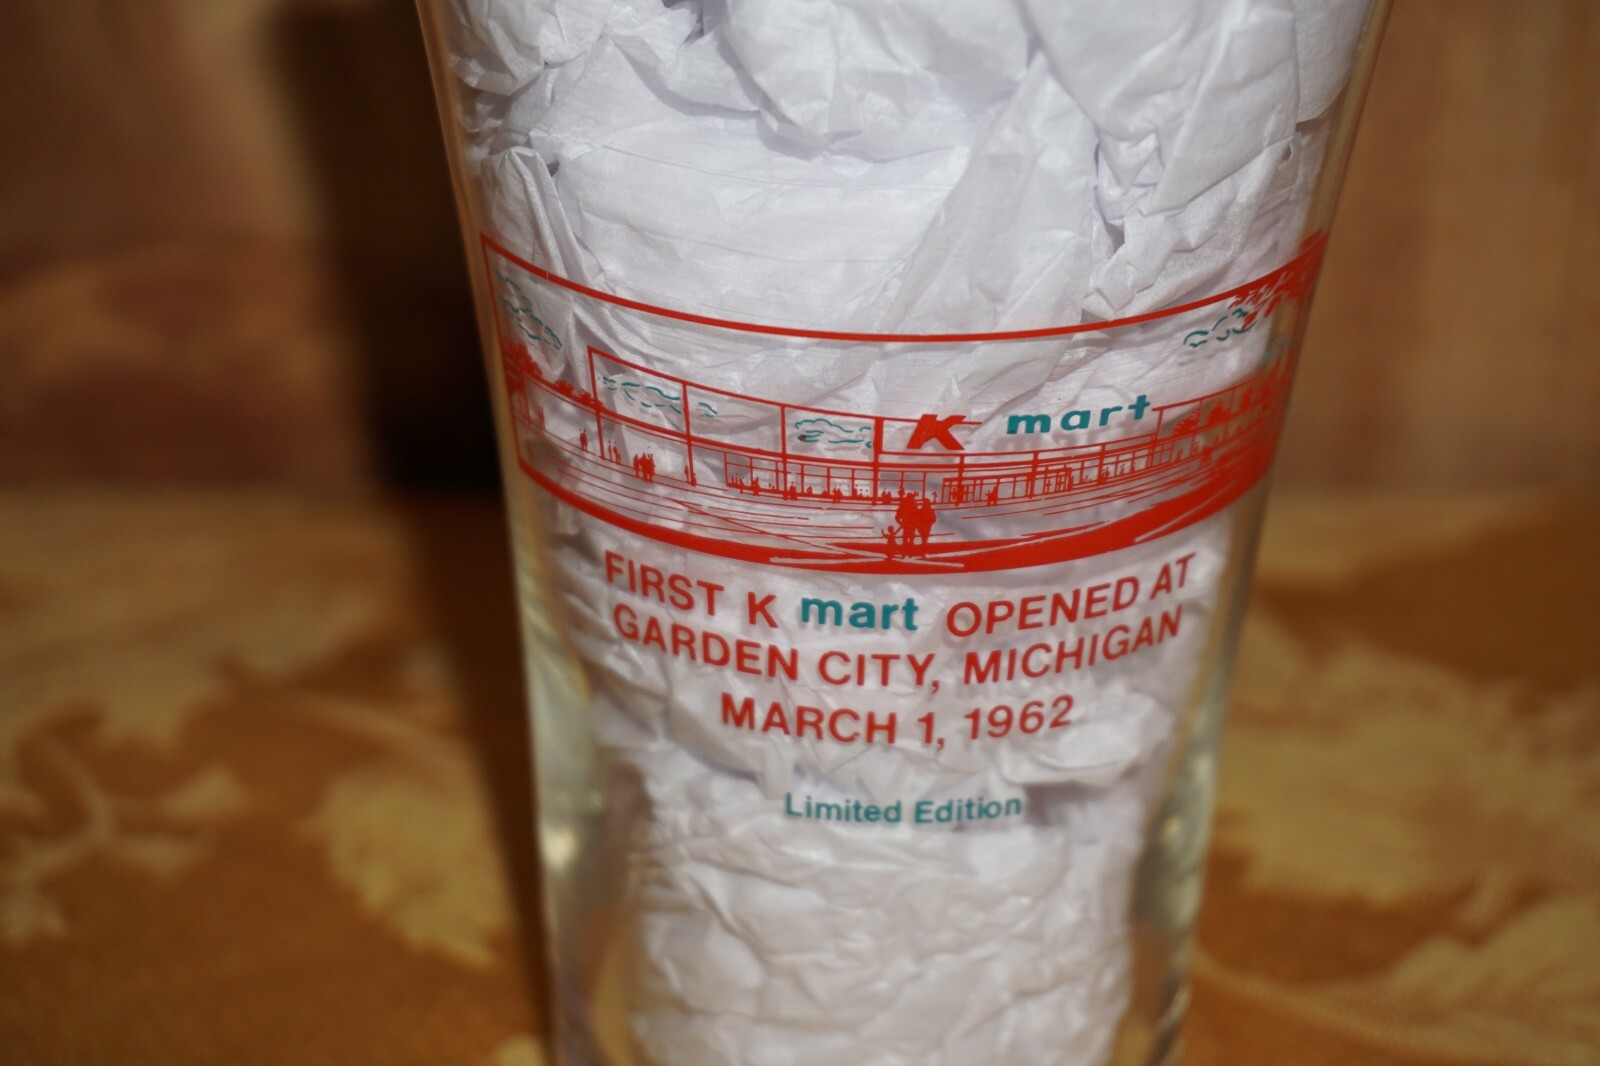 K mart
FIRST K mart OPENED AT
GARDEN CITY, MICHIGAN
MARCH 1, 1962
Limited Edition